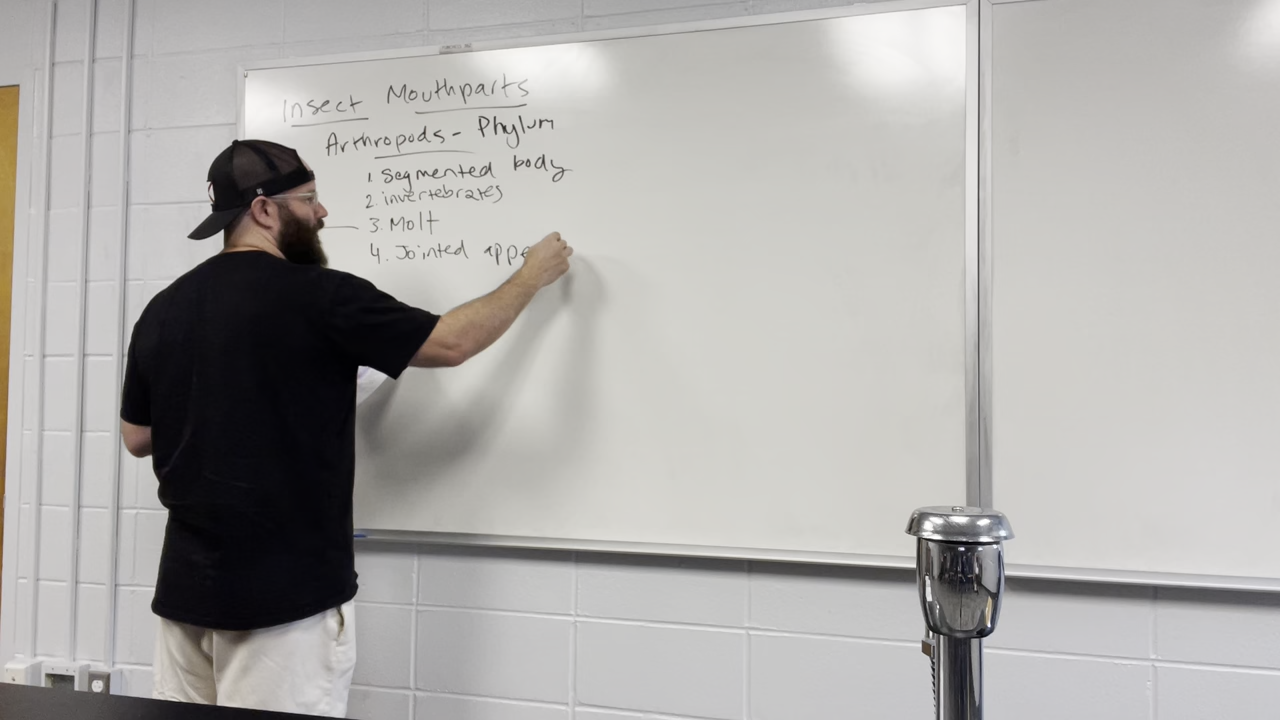 Insect Mouthparts
Arthropods - Phylum
1. Segmented body
2. invertebrates
3. Molt
4. Jointed appe